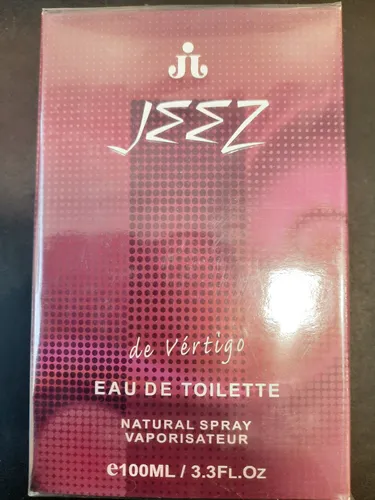 JEEZ
de Vértigo
EAU DE TOILETTE
NATURAL SPRAY
VAPORISATEUR
℮100ML / 3.3FL.Oz